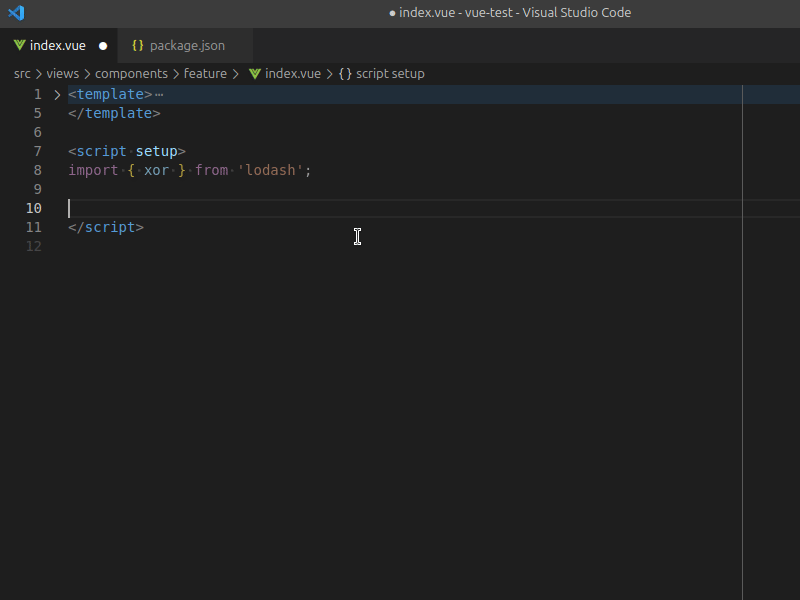 ● index.vue - vue-test - Visual Studio Code
index.vue ● {} package.json
src > views > components > feature > index.vue > {} script setup
1 > <template>⋯
5 </template>
6
7 <script·setup>
8 import·{·xor·}·from·'lodash';
9
10
11 </script>
12